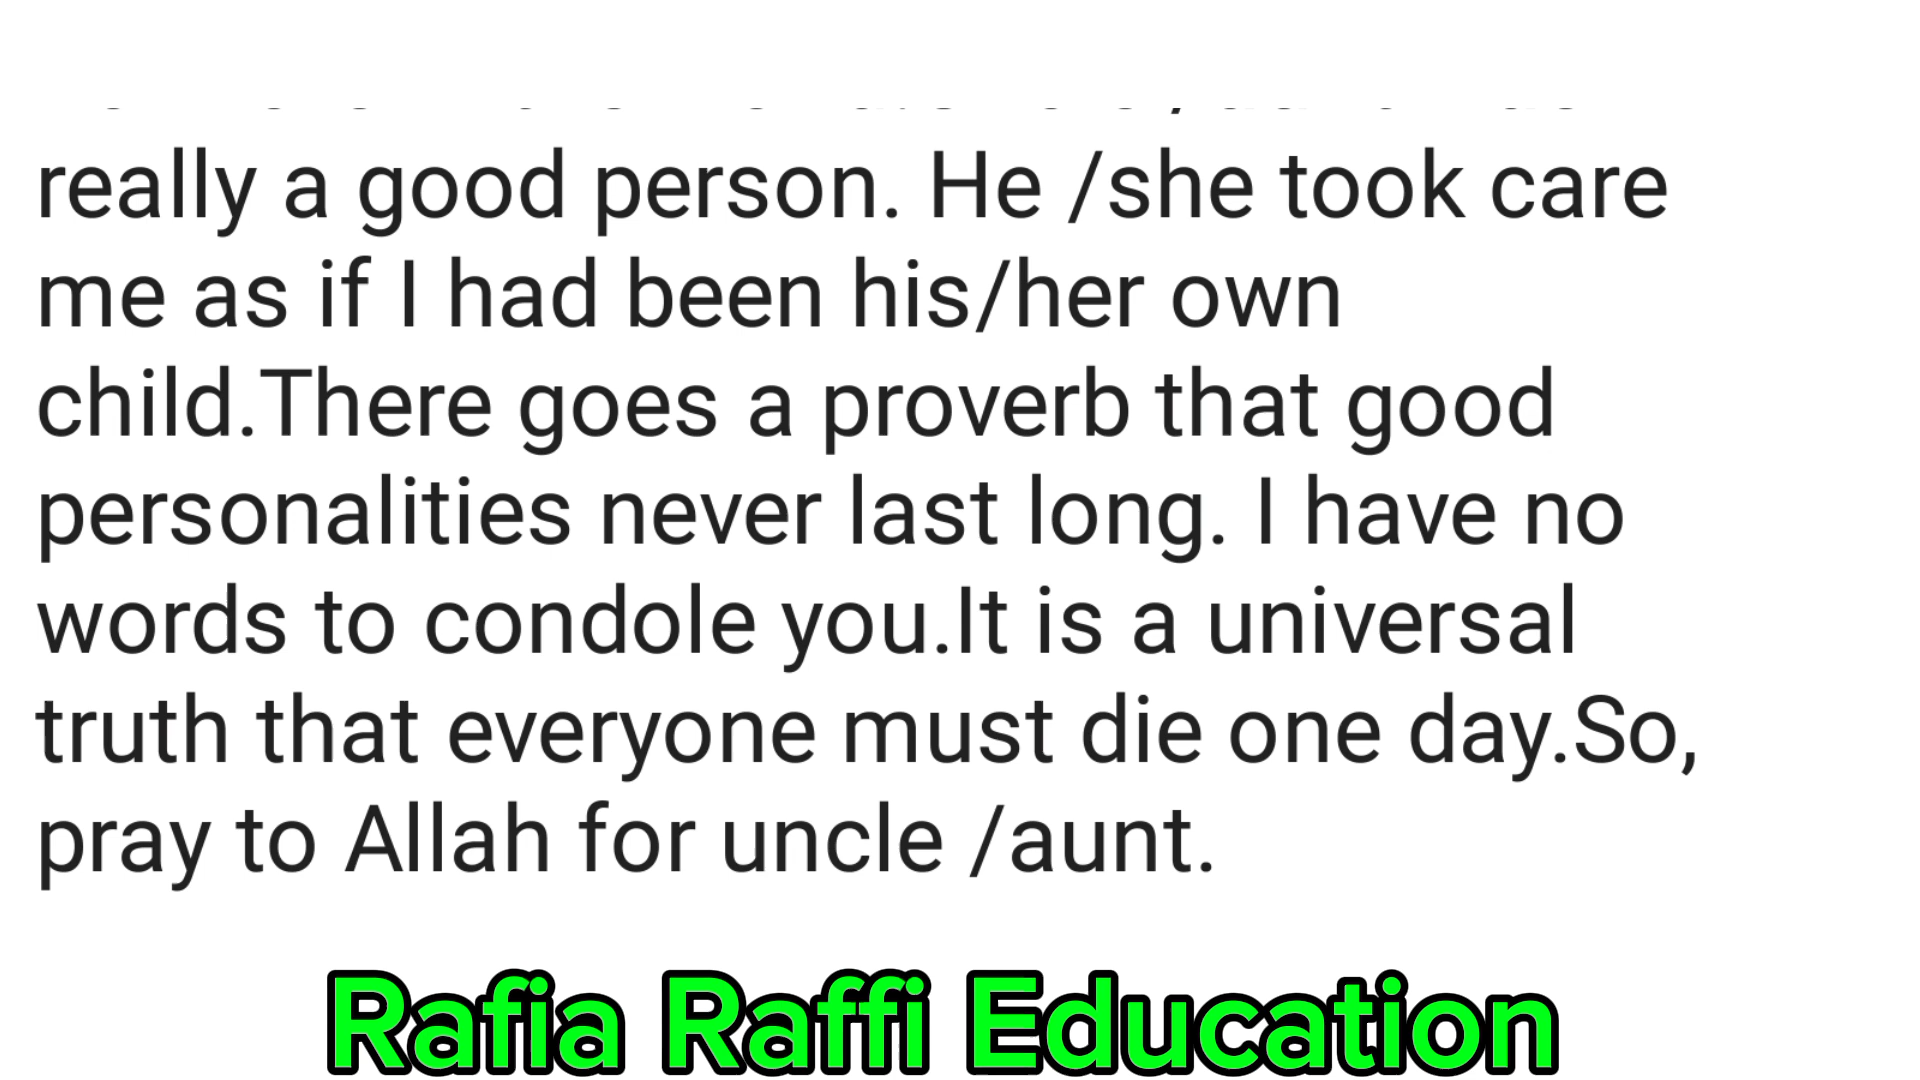 really a good person. He /she took care
me as if I had been his/her own
child.There goes a proverb that good
personalities never last long. I have no
words to condole you.It is a universal
truth that everyone must die one day.So,
pray to Allah for uncle /aunt.
Rafia Raffi Education